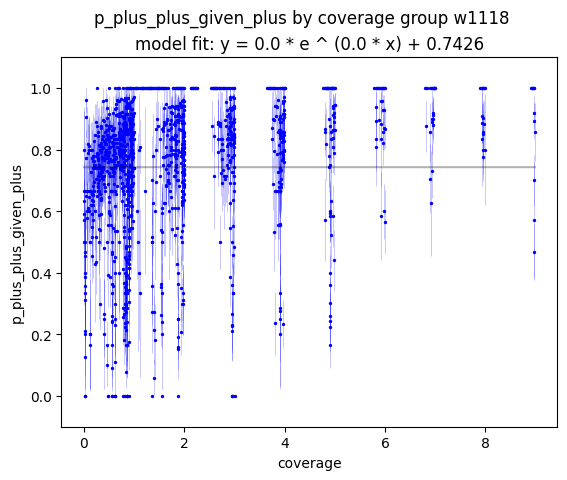 p_plus_plus_given_plus by coverage group w1118
model fit: y = 0.0 * e ^ (0.0 * x) + 0.7426
1.0
0.8
0.6
0.4
0.2
0.0
p_plus_plus_given_plus
0 2 4 6 8
coverage